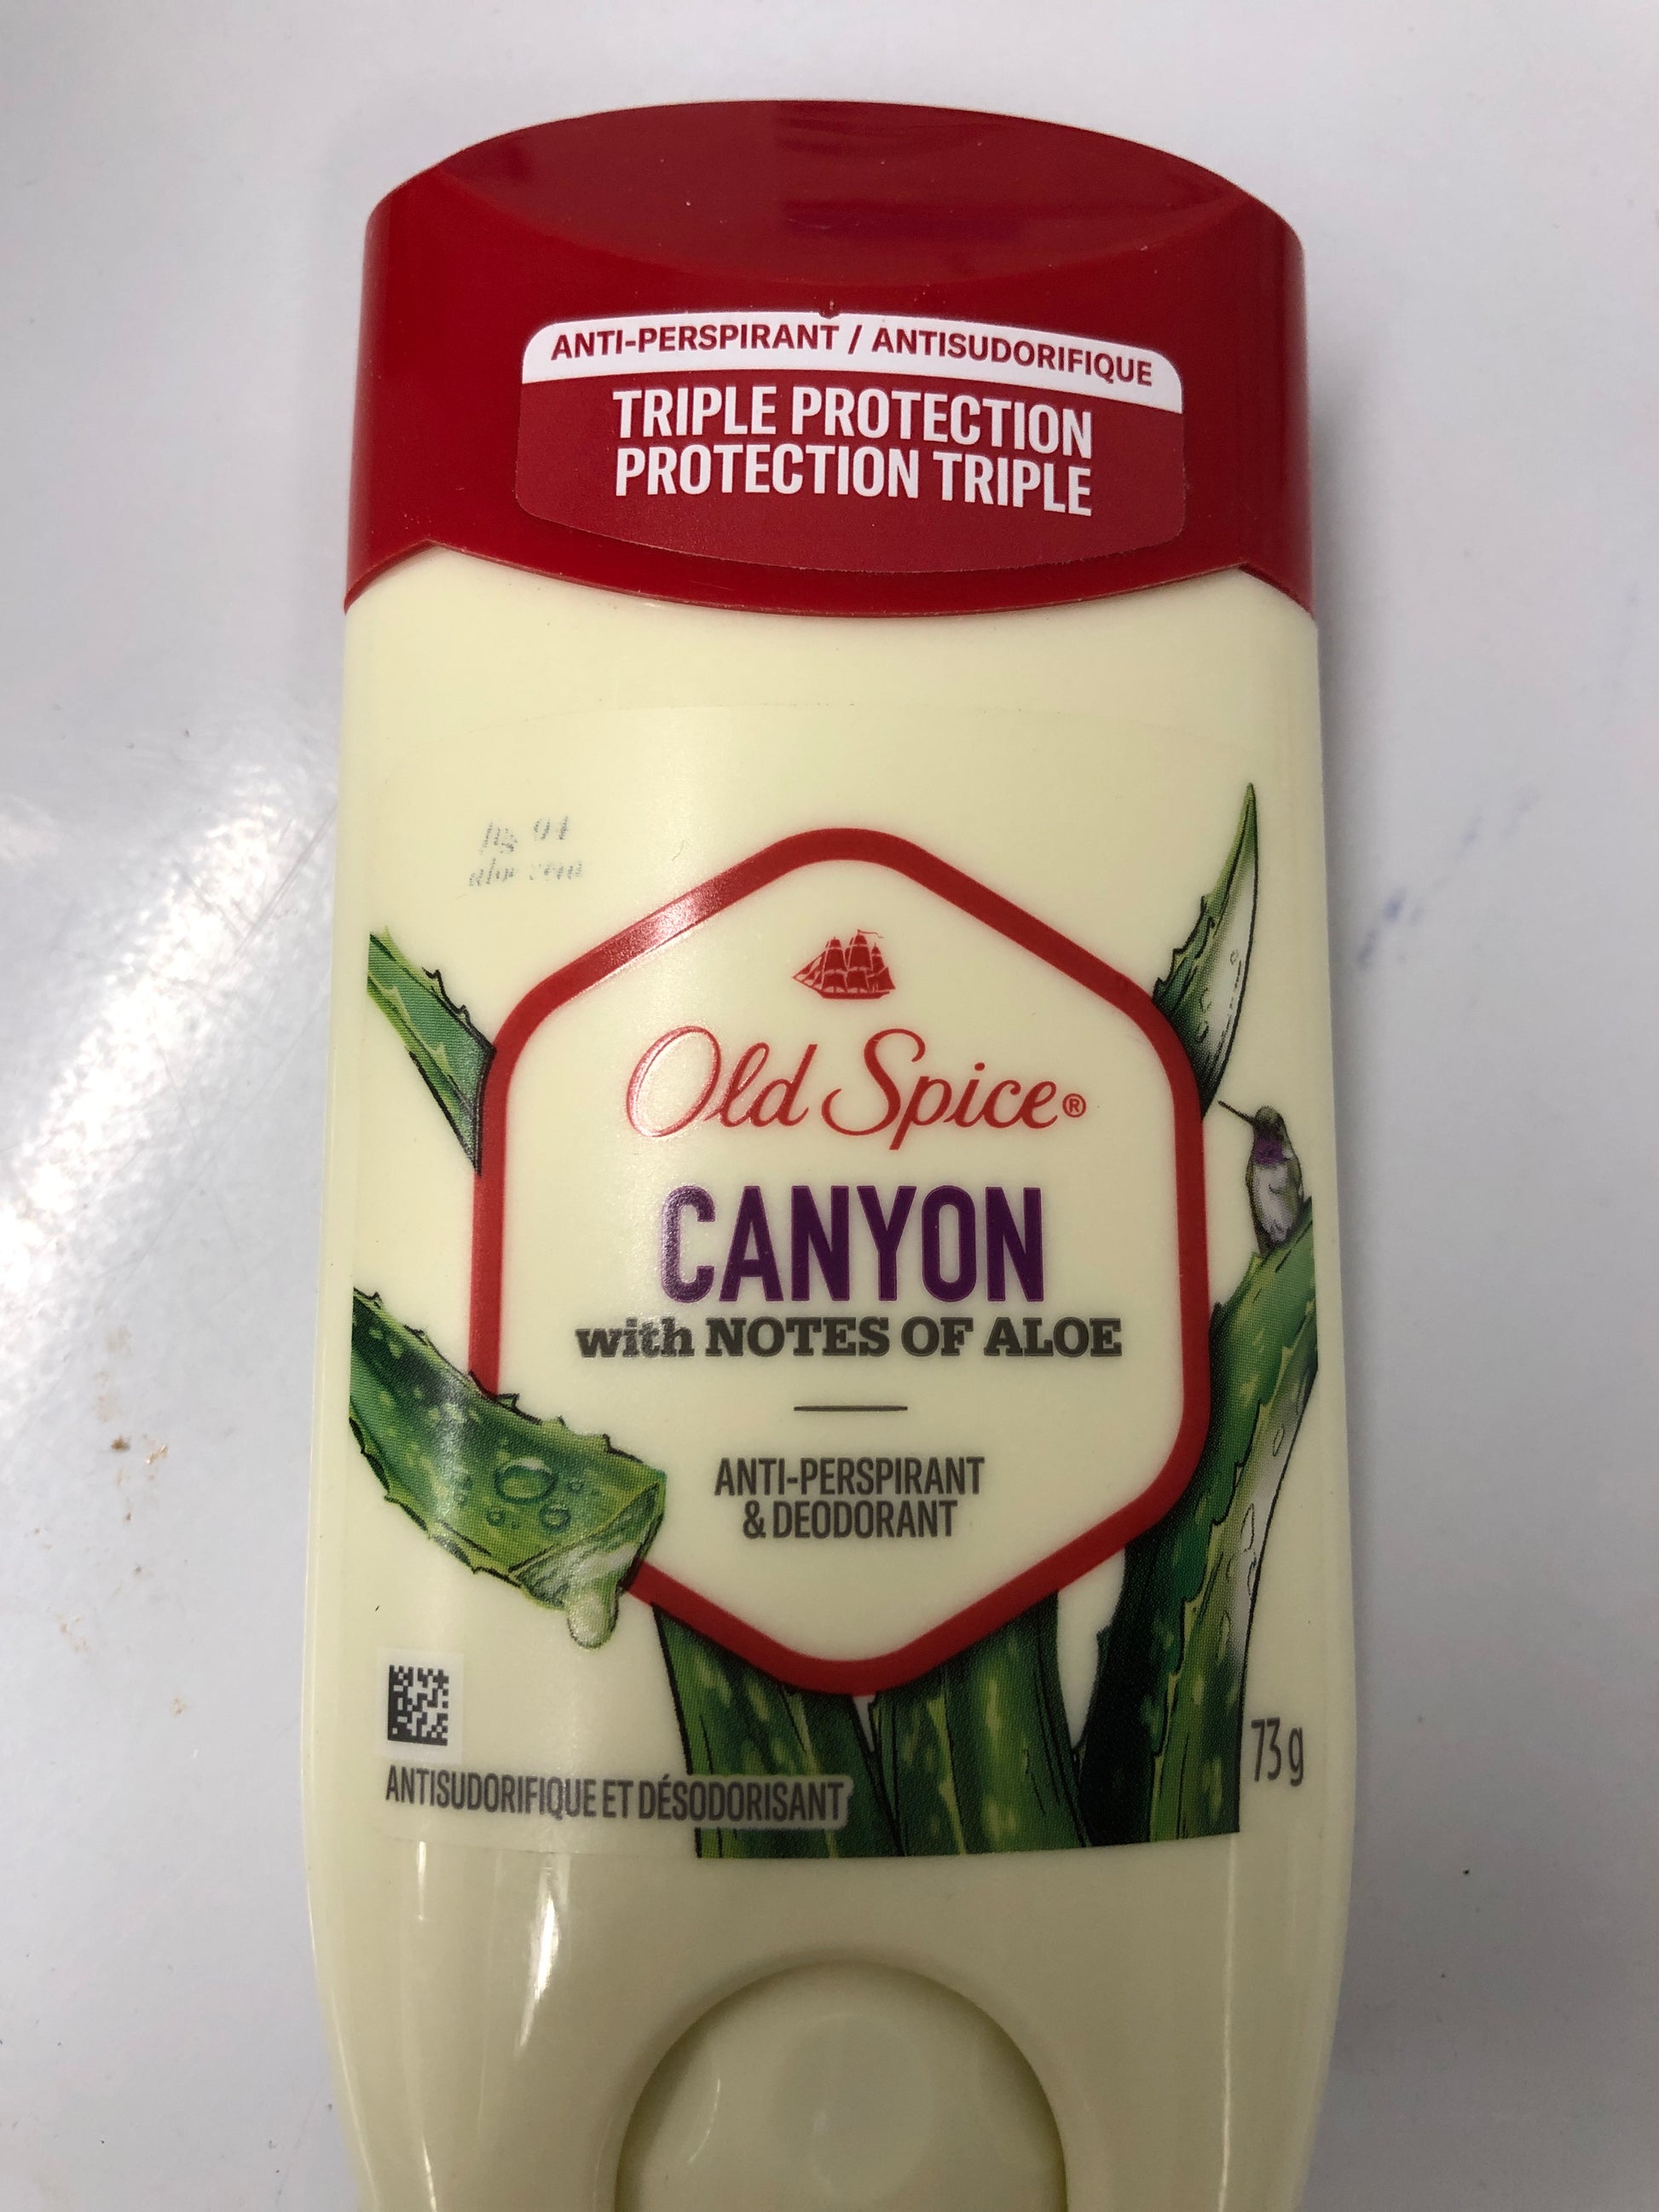 ANTI-PERSPIRANT / ANTISUDORIFIQUE
TRIPLE PROTECTION
PROTECTION TRIPLE
Old Spice®
CANYON
with NOTES OF ALOE
ANTI-PERSPIRANT
& DEODORANT
73 g
ANTISUDORIFIQUE ET DÉSODORISANT